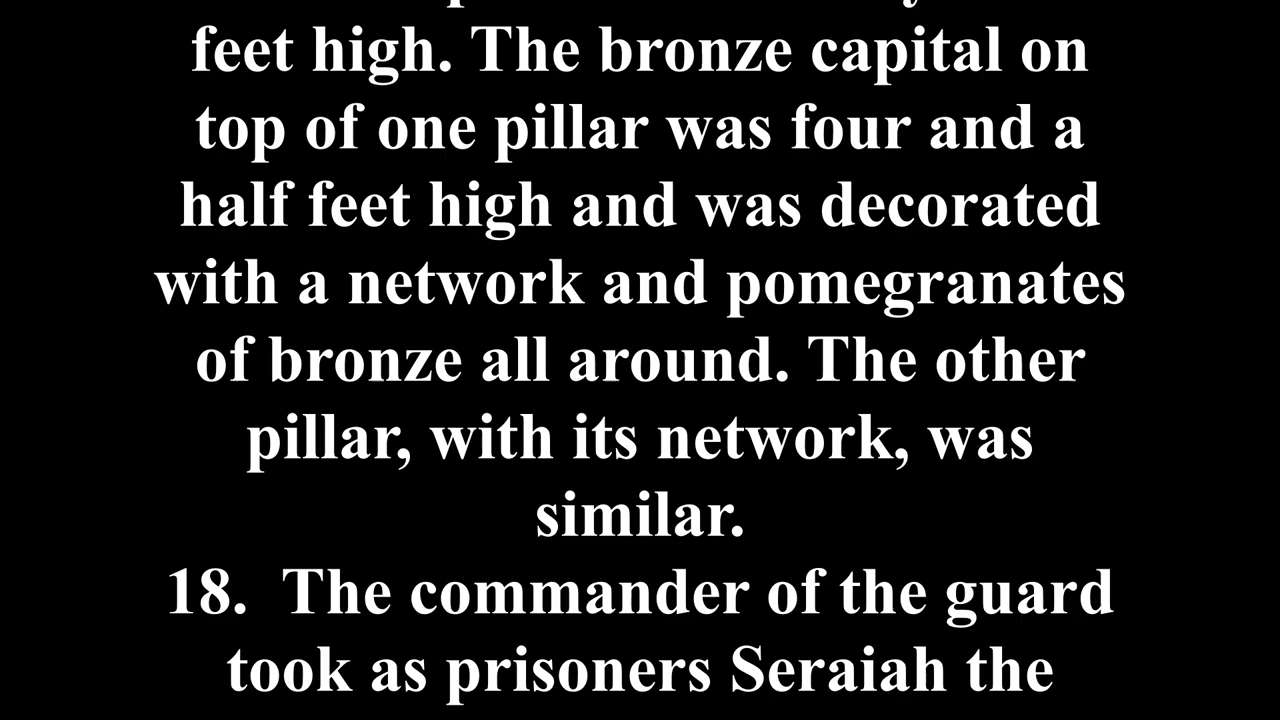 feet high. The bronze capital on
top of one pillar was four and a
half feet high and was decorated
with a network and pomegranates
of bronze all around. The other
pillar, with its network, was
similar.
18. The commander of the guard
took as prisoners Seraiah the